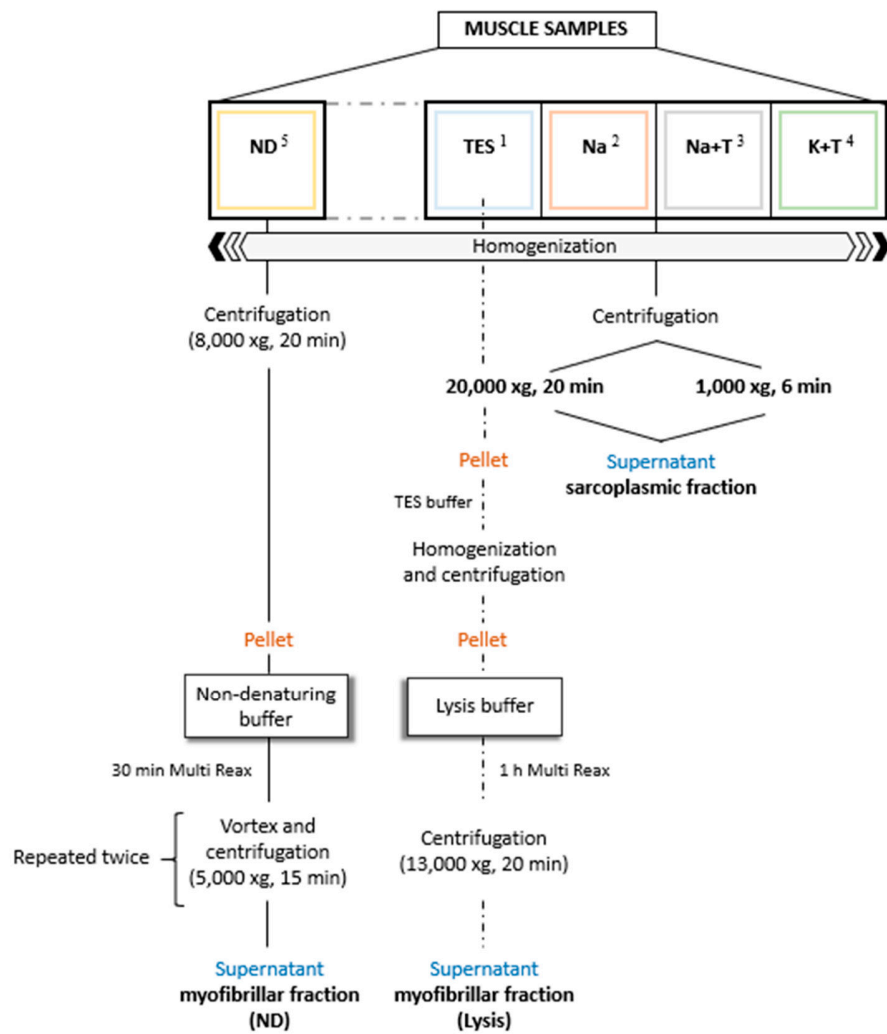 MUSCLE SAMPLES
ND 5
TES 1
Na 2
Na+T 3
K+T 4
Homogenization
Centrifugation
(8,000 xg, 20 min)
Centrifugation
20,000 xg, 20 min
1,000 xg, 6 min
Pellet
Supernatant
sarcoplasmic fraction
TES buffer
Homogenization
and centrifugation
Pellet
Pellet
Non-denaturing
buffer
Lysis buffer
30 min Multi Reax
1 h Multi Reax
Repeated twice
Vortex and
centrifugation
(5,000 xg, 15 min)
Centrifugation
(13,000 xg, 20 min)
Supernatant
myofibrillar fraction
(ND)
Supernatant
myofibrillar fraction
(Lysis)